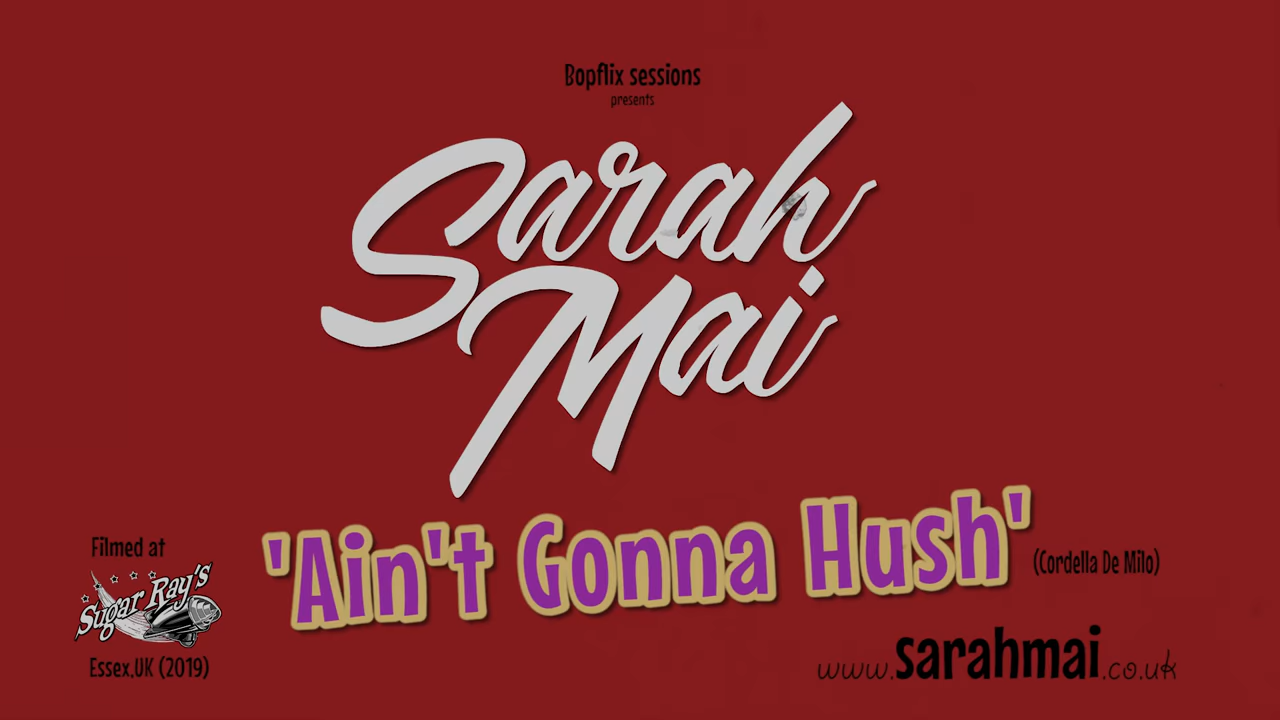 Bopflix sessions
presents
Sarah
Mai
'Ain't Gonna Hush'
(Cordella De Milo)
Filmed at
Sugar Ray's
Essex.UK (2019)
www.sarahmai.co.uk